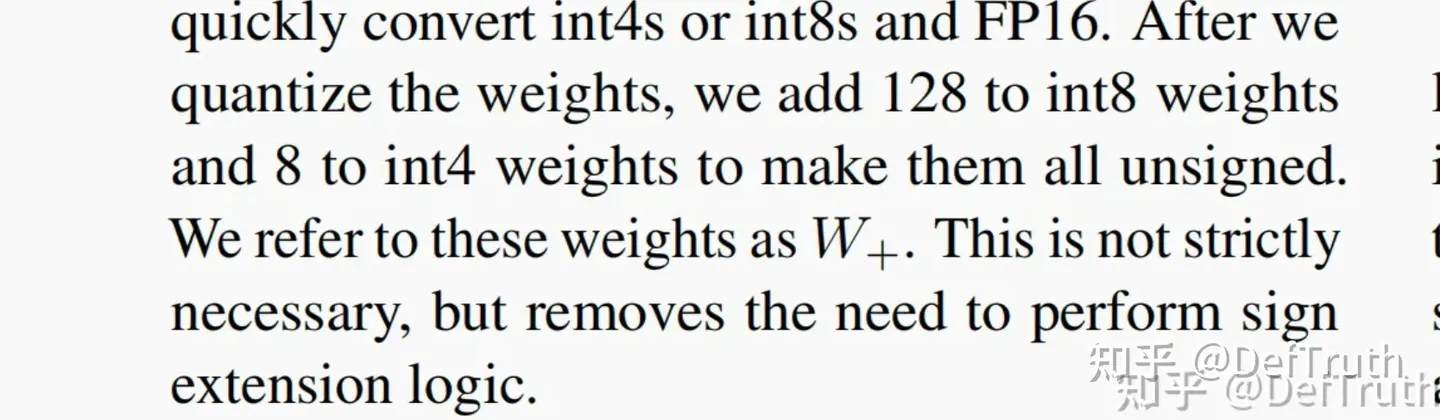 quickly convert int4s or int8s and FP16. After we
quantize the weights, we add 128 to int8 weights
and 8 to int4 weights to make them all unsigned.
We refer to these weights as W₊. This is not strictly
necessary, but removes the need to perform sign
extension logic.
知乎 @DefTruth
知乎 @DefTruth